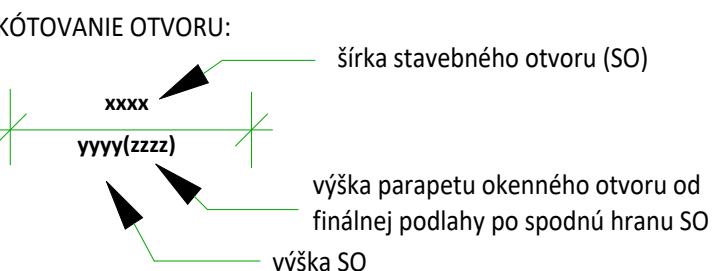 KÓTOVANIE OTVORU:
šírka stavebného otvoru (SO)
xxxx
yyyy(zzzz)
výška parapetu okenného otvoru od
finálnej podlahy po spodnú hranu SO
výška SO